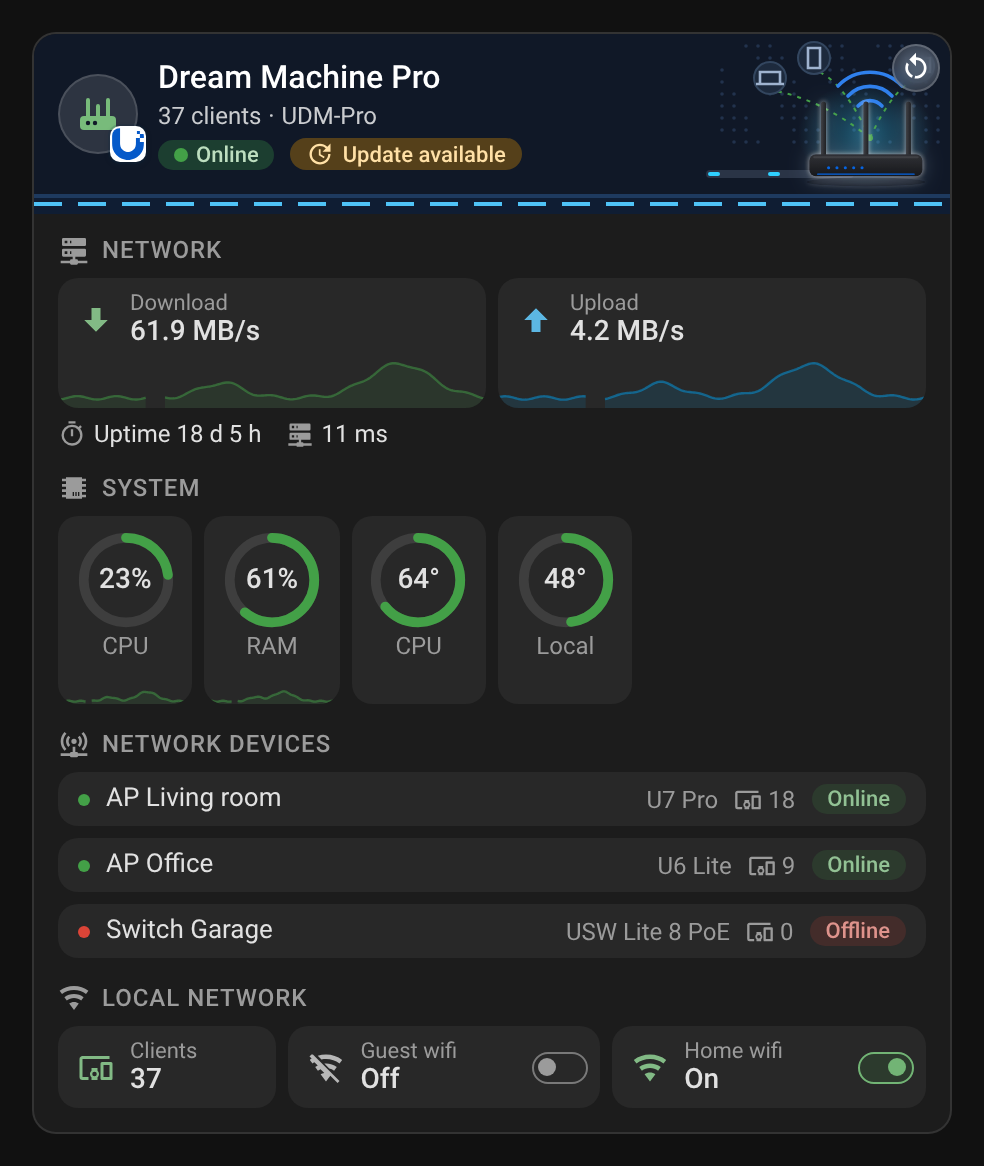 Dream Machine Pro
37 clients · UDM-Pro
Online
Update available
NETWORK
Download
61.9 MB/s
Upload
4.2 MB/s
Uptime 18 d 5 h
11 ms
SYSTEM
23%
CPU
61%
RAM
64°
CPU
48°
Local
NETWORK DEVICES
AP Living room
U7 Pro
18
Online
AP Office
U6 Lite
9
Online
Switch Garage
USW Lite 8 PoE
0
Offline
LOCAL NETWORK
Clients
37
Guest wifi
Off
Home wifi
On